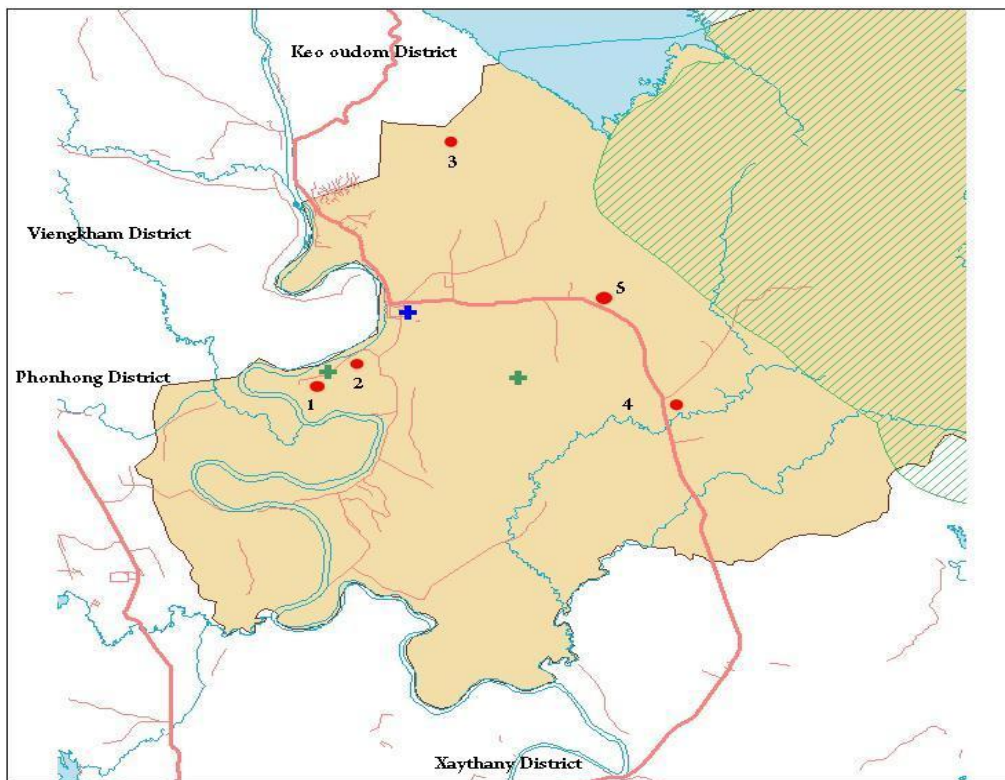 Keo oudom District
3
Viengkham District
5
Phonhong District
2
1
4
Xaythany District